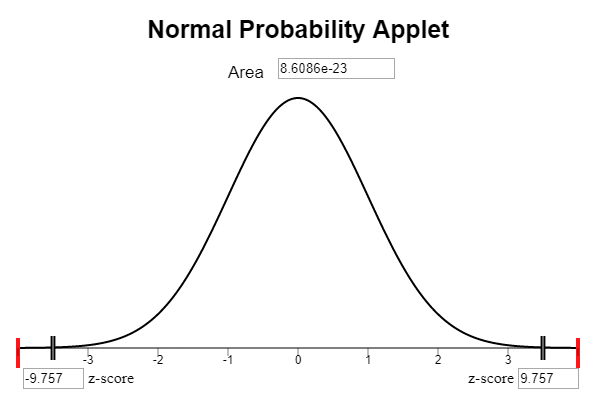 Normal Probability Applet
Area 8.6086e-23
-3 -2 -1 0 1 2 3
-9.757 z-score z-score 9.757